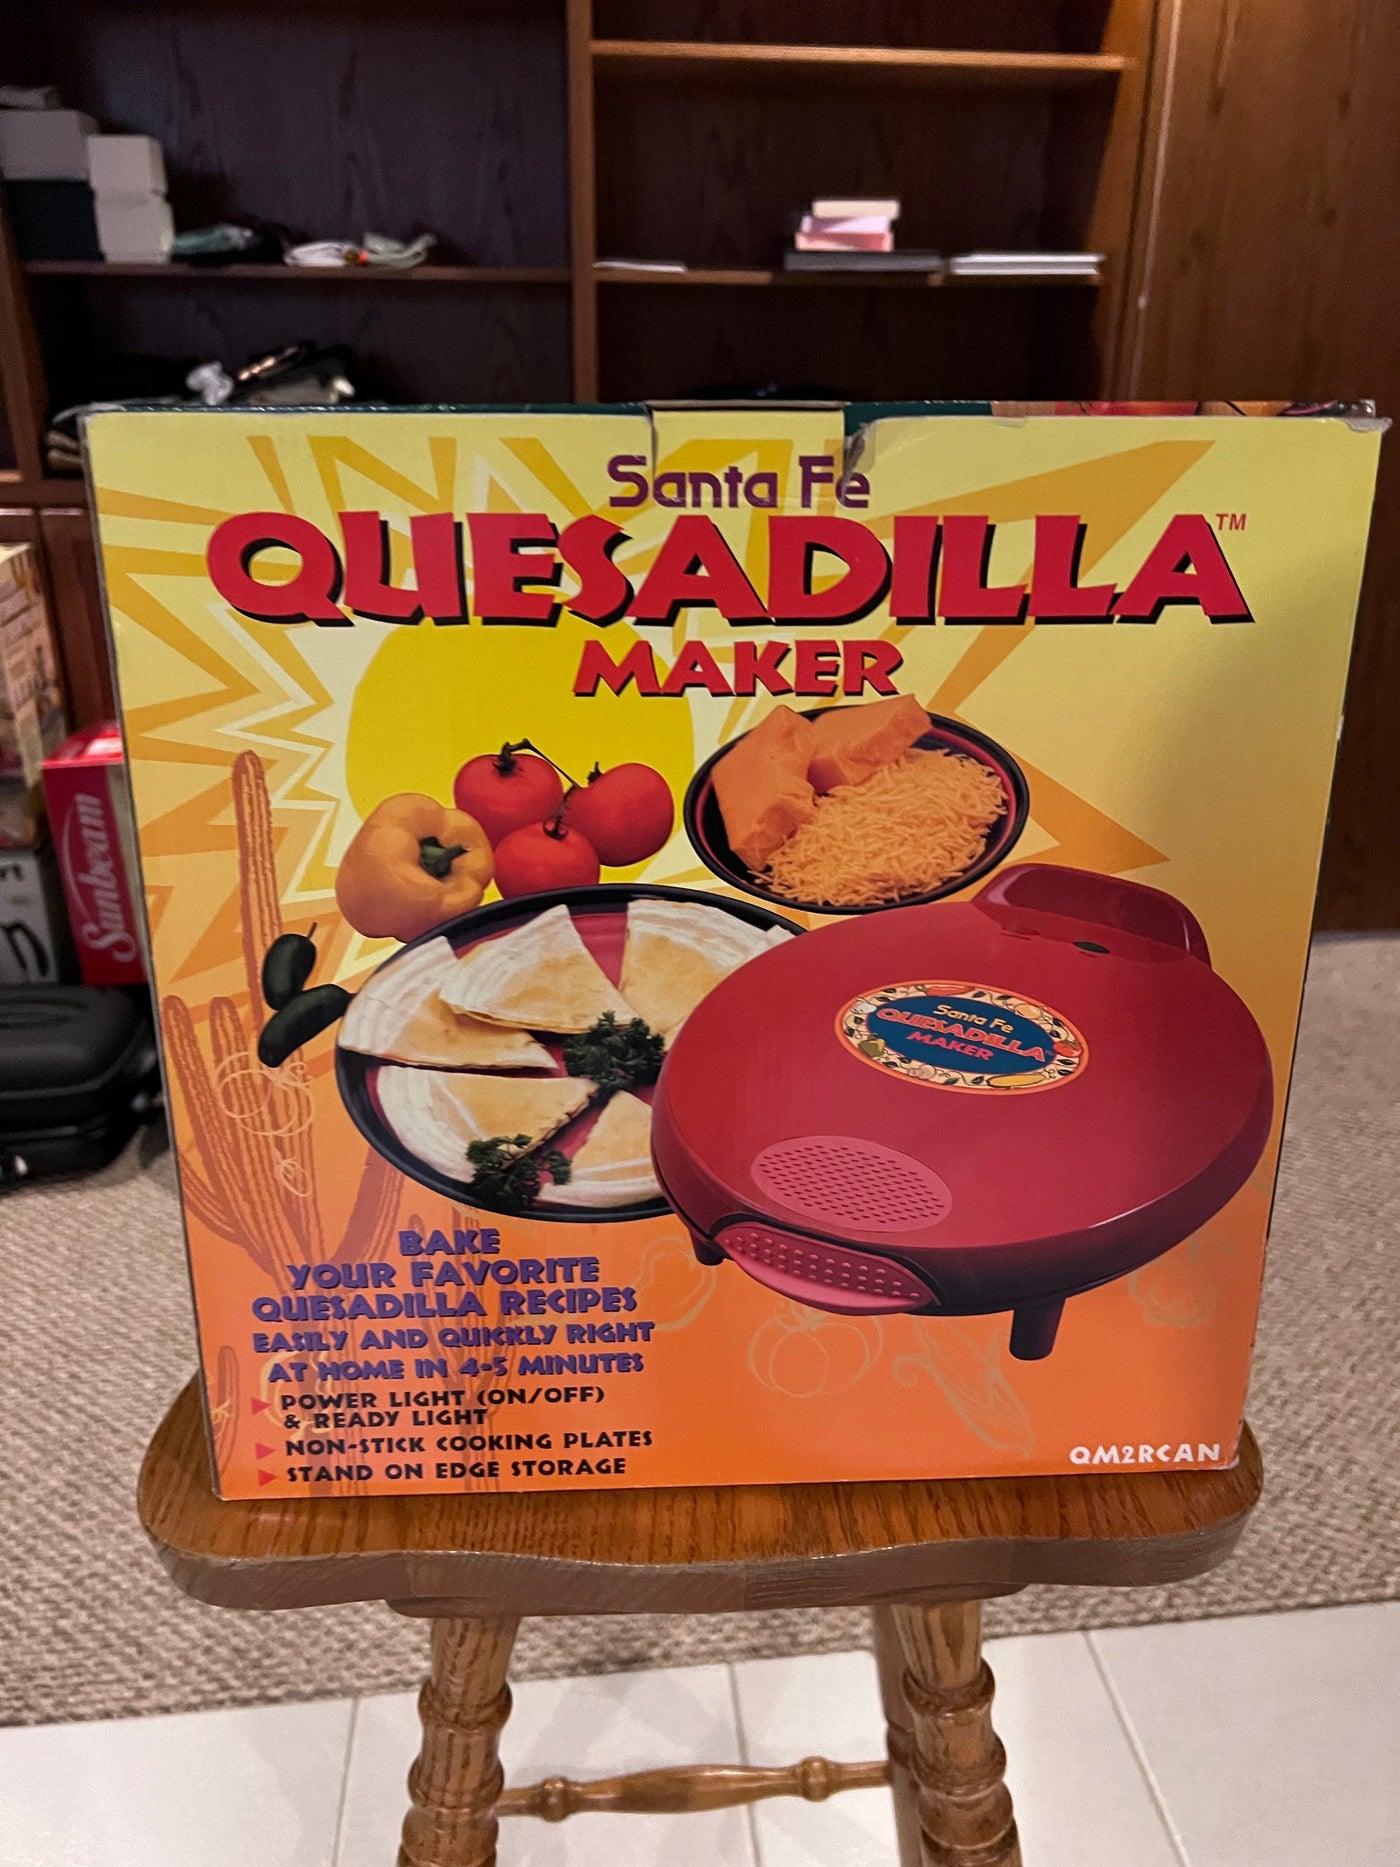 Santa Fe
QUESADILLA™
MAKER
Santa Fe
QUESADILLA
MAKER
Sunbeam
BAKE
YOUR FAVORITE
QUESADILLA RECIPES
EASILY AND QUICKLY RIGHT
AT HOME IN 4-5 MINUTES
POWER LIGHT (ON/OFF)
& READY LIGHT
NON-STICK COOKING PLATES
STAND ON EDGE STORAGE
QM2RCAN